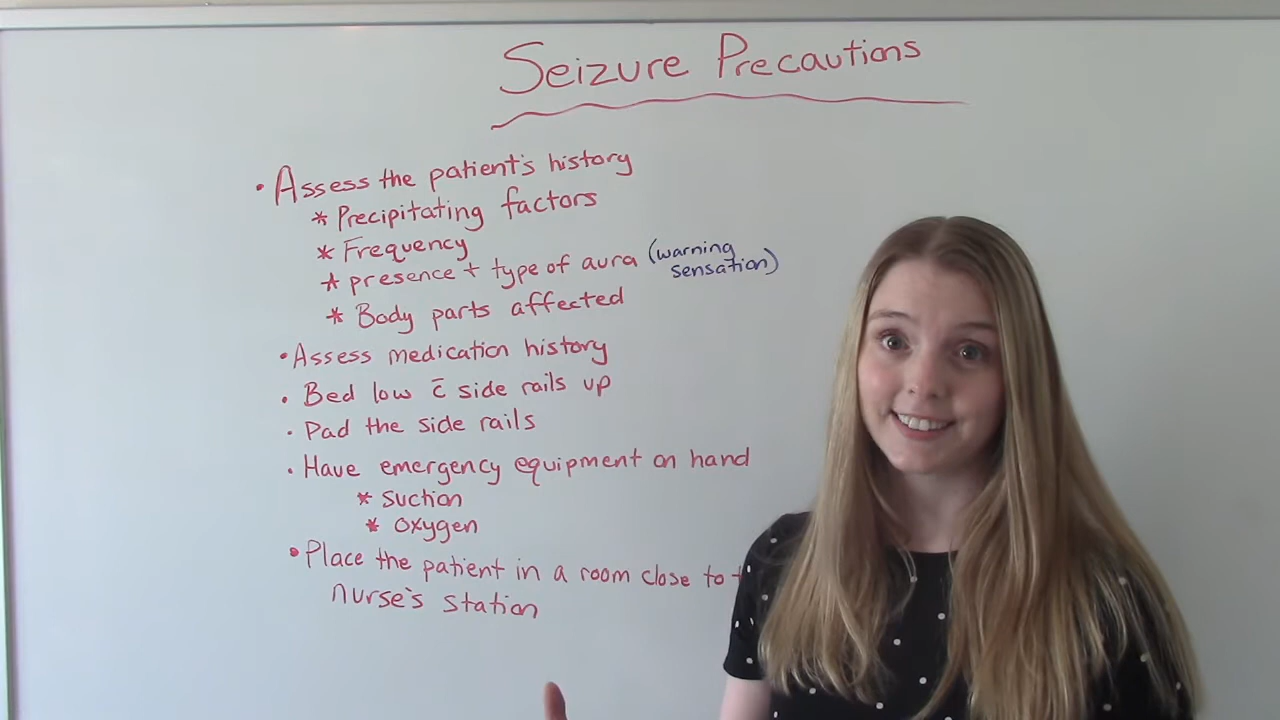 Seizure Precautions
• Assess the patient's history
* Precipitating factors
* Frequency
* presence + type of aura (warning sensation)
* Body parts affected
• Assess medication history
• Bed low c̄ side rails up
• Pad the side rails
• Have emergency equipment on hand
* suction
* oxygen
• Place the patient in a room close to
nurse's station